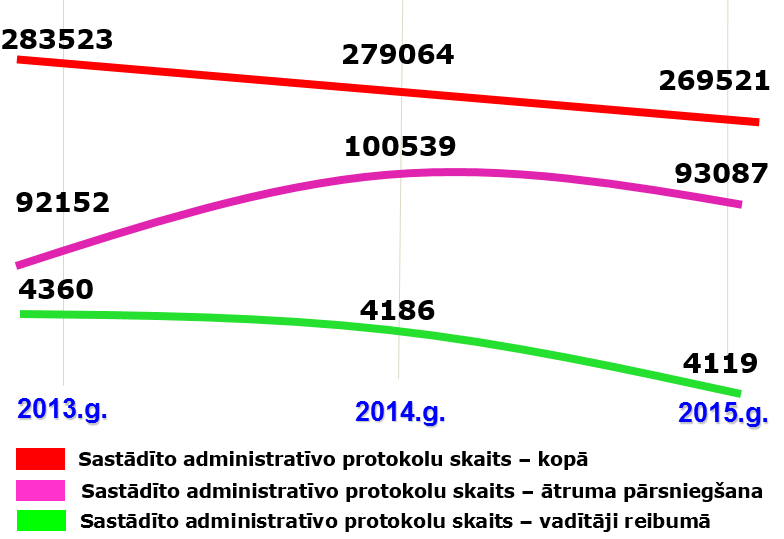 283523
279064
269521
100539
93087
92152
4360
4186
4119
2013.g.
2014.g.
2015.g.
Sastādīto administratīvo protokolu skaits – kopā
Sastādīto administratīvo protokolu skaits – ātruma pārsniegšana
Sastādīto administratīvo protokolu skaits – vadītāji reibumā